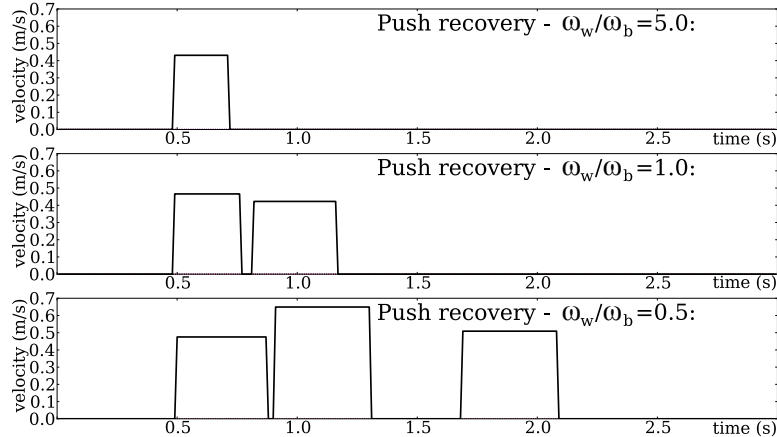 Push recovery - ω_w/ω_b=5.0:
velocity (m/s)
0.7
0.6
0.5
0.4
0.3
0.2
0.1
0.0
0.5 1.0 1.5 2.0 2.5 time (s)
Push recovery - ω_w/ω_b=1.0:
velocity (m/s)
0.7
0.6
0.5
0.4
0.3
0.2
0.1
0.0
0.5 1.0 1.5 2.0 2.5 time (s)
Push recovery - ω_w/ω_b=0.5:
velocity (m/s)
0.7
0.6
0.5
0.4
0.3
0.2
0.1
0.0
0.5 1.0 1.5 2.0 2.5 time (s)